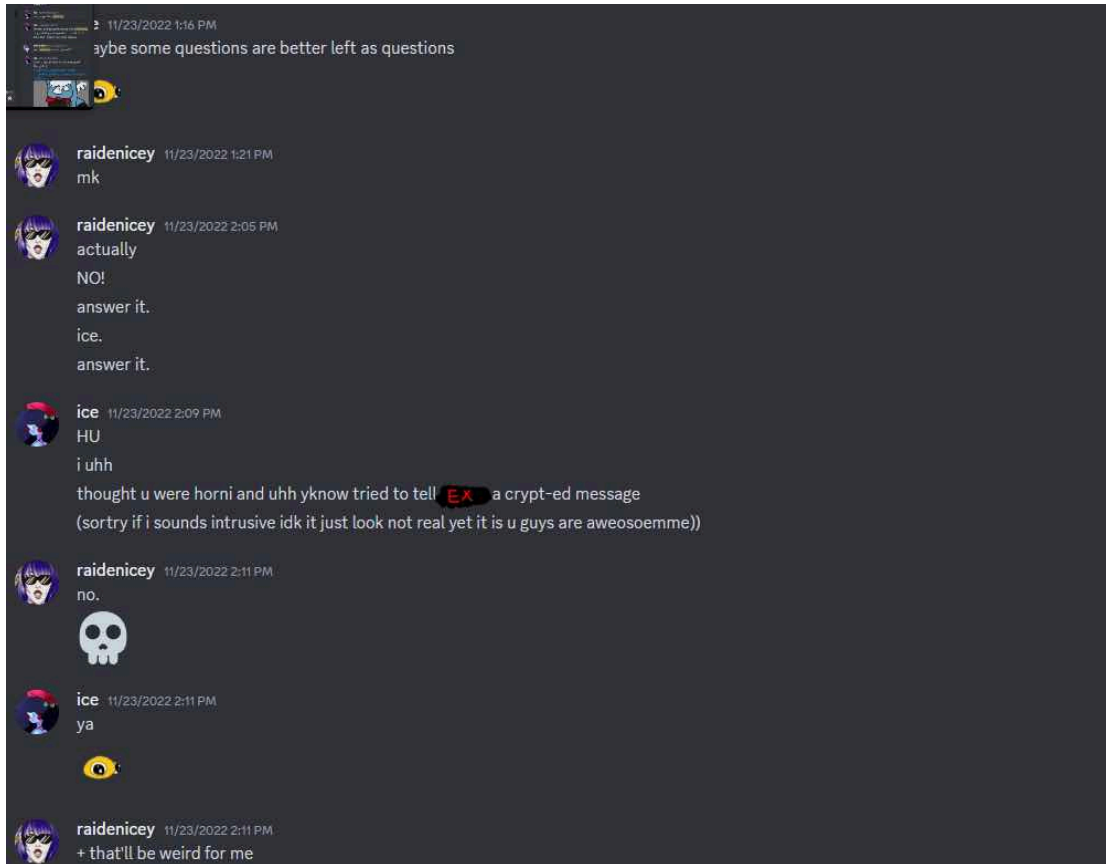 11/23/2022 1:16 PM
aybe some questions are better left as questions
raidenicey 11/23/2022 1:21 PM
mk
raidenicey 11/23/2022 2:05 PM
actually
NO!
answer it.
ice.
answer it.
ice 11/23/2022 2:09 PM
HU
i uhh
thought u were horni and uhh yknow tried to tell EX a crypt-ed message
(sortry if i sounds intrusive idk it just look not real yet it is u guys are aweosoemme))
raidenicey 11/23/2022 2:11 PM
no.
ice 11/23/2022 2:11 PM
ya
raidenicey 11/23/2022 2:11 PM
+ that'll be weird for me